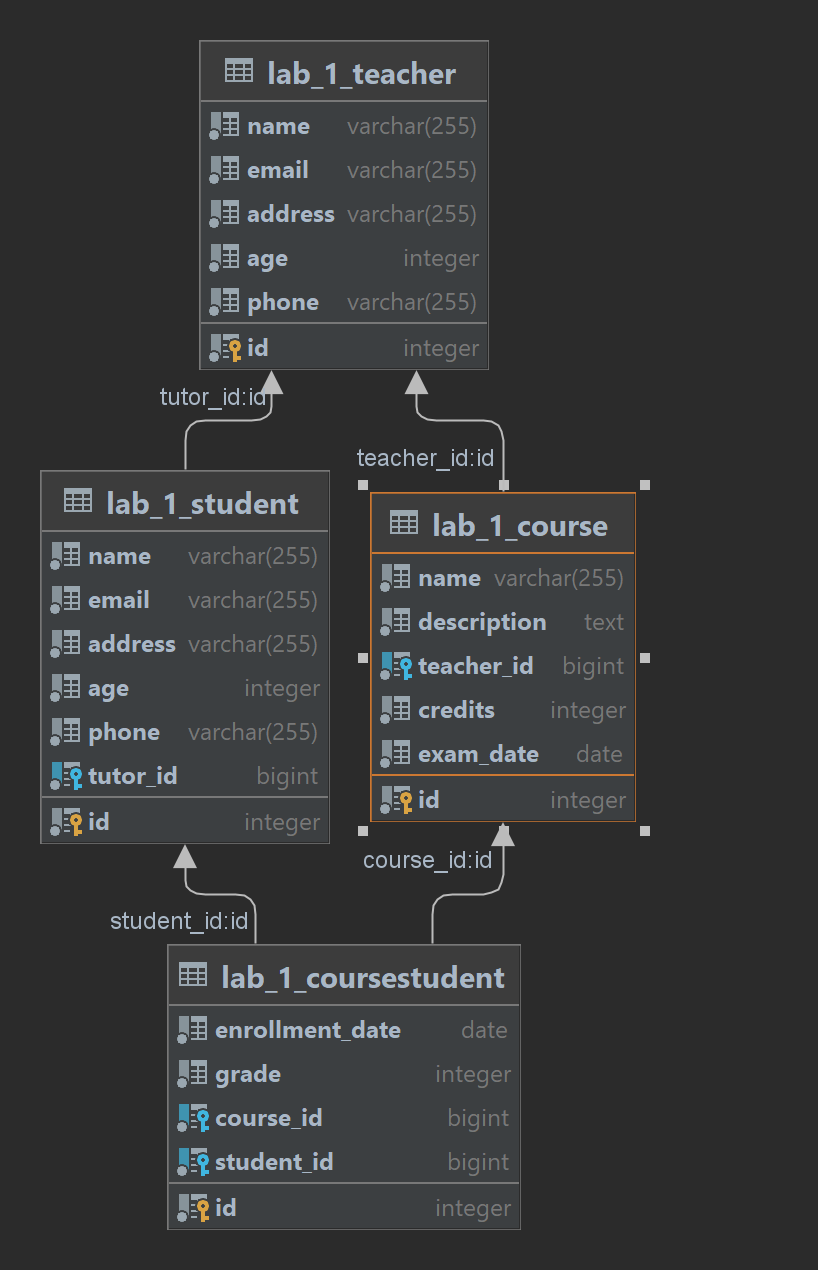 lab_1_teacher
name varchar(255)
email varchar(255)
address varchar(255)
age integer
phone varchar(255)
id integer
tutor_id:id
teacher_id:id
lab_1_student
name varchar(255)
email varchar(255)
address varchar(255)
age integer
phone varchar(255)
tutor_id bigint
id integer
lab_1_course
name varchar(255)
description text
teacher_id bigint
credits integer
exam_date date
id integer
student_id:id
course_id:id
lab_1_coursestudent
enrollment_date date
grade integer
course_id bigint
student_id bigint
id integer